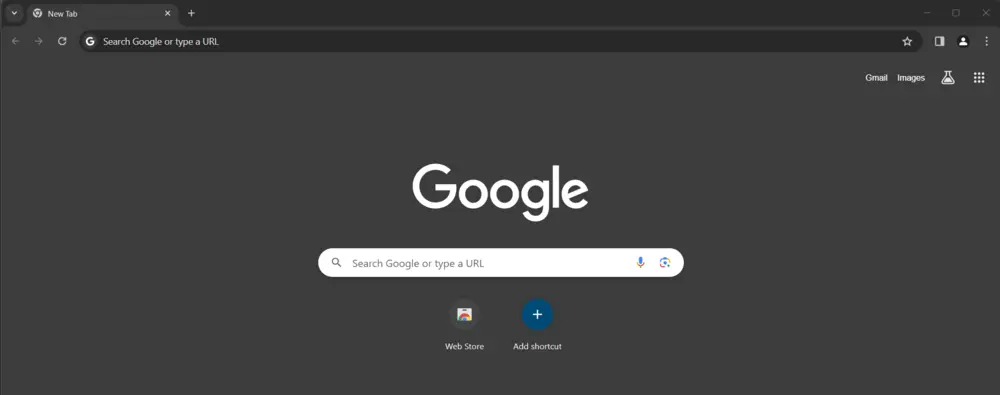 New Tab
Search Google or type a URL
Gmail Images
Google
Search Google or type a URL
Web Store Add shortcut